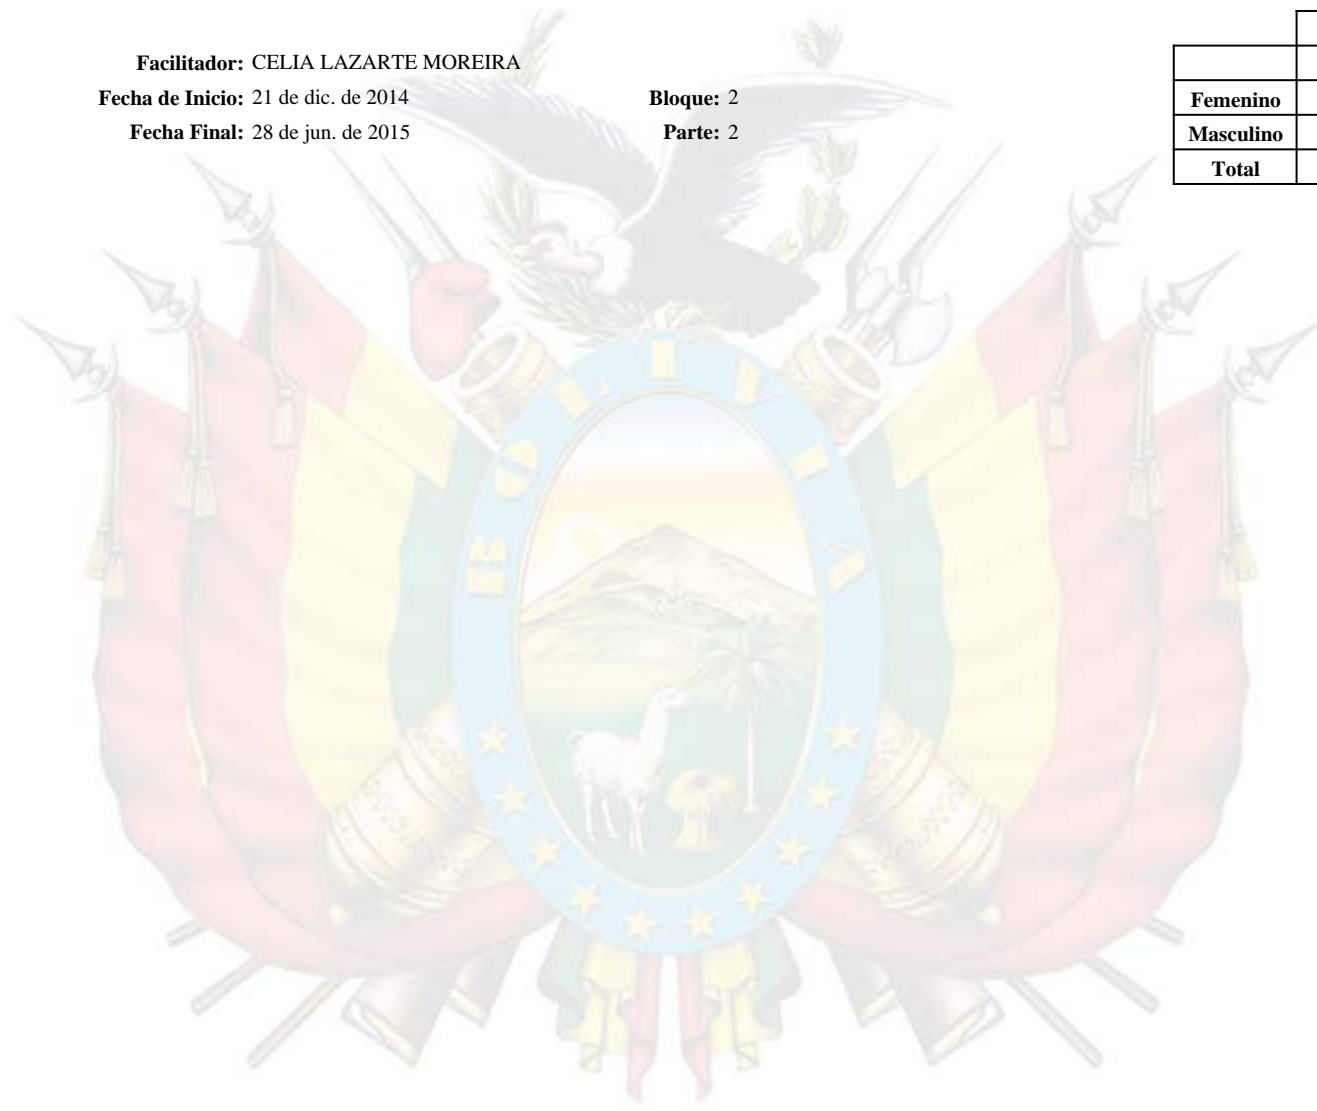 Facilitador: CELIA LAZARTE MOREIRA
Fecha de Inicio: 21 de dic. de 2014 Bloque: 2
Fecha Final: 28 de jun. de 2015 Parte: 2
Femenino
Masculino
Total
BOLIVIA